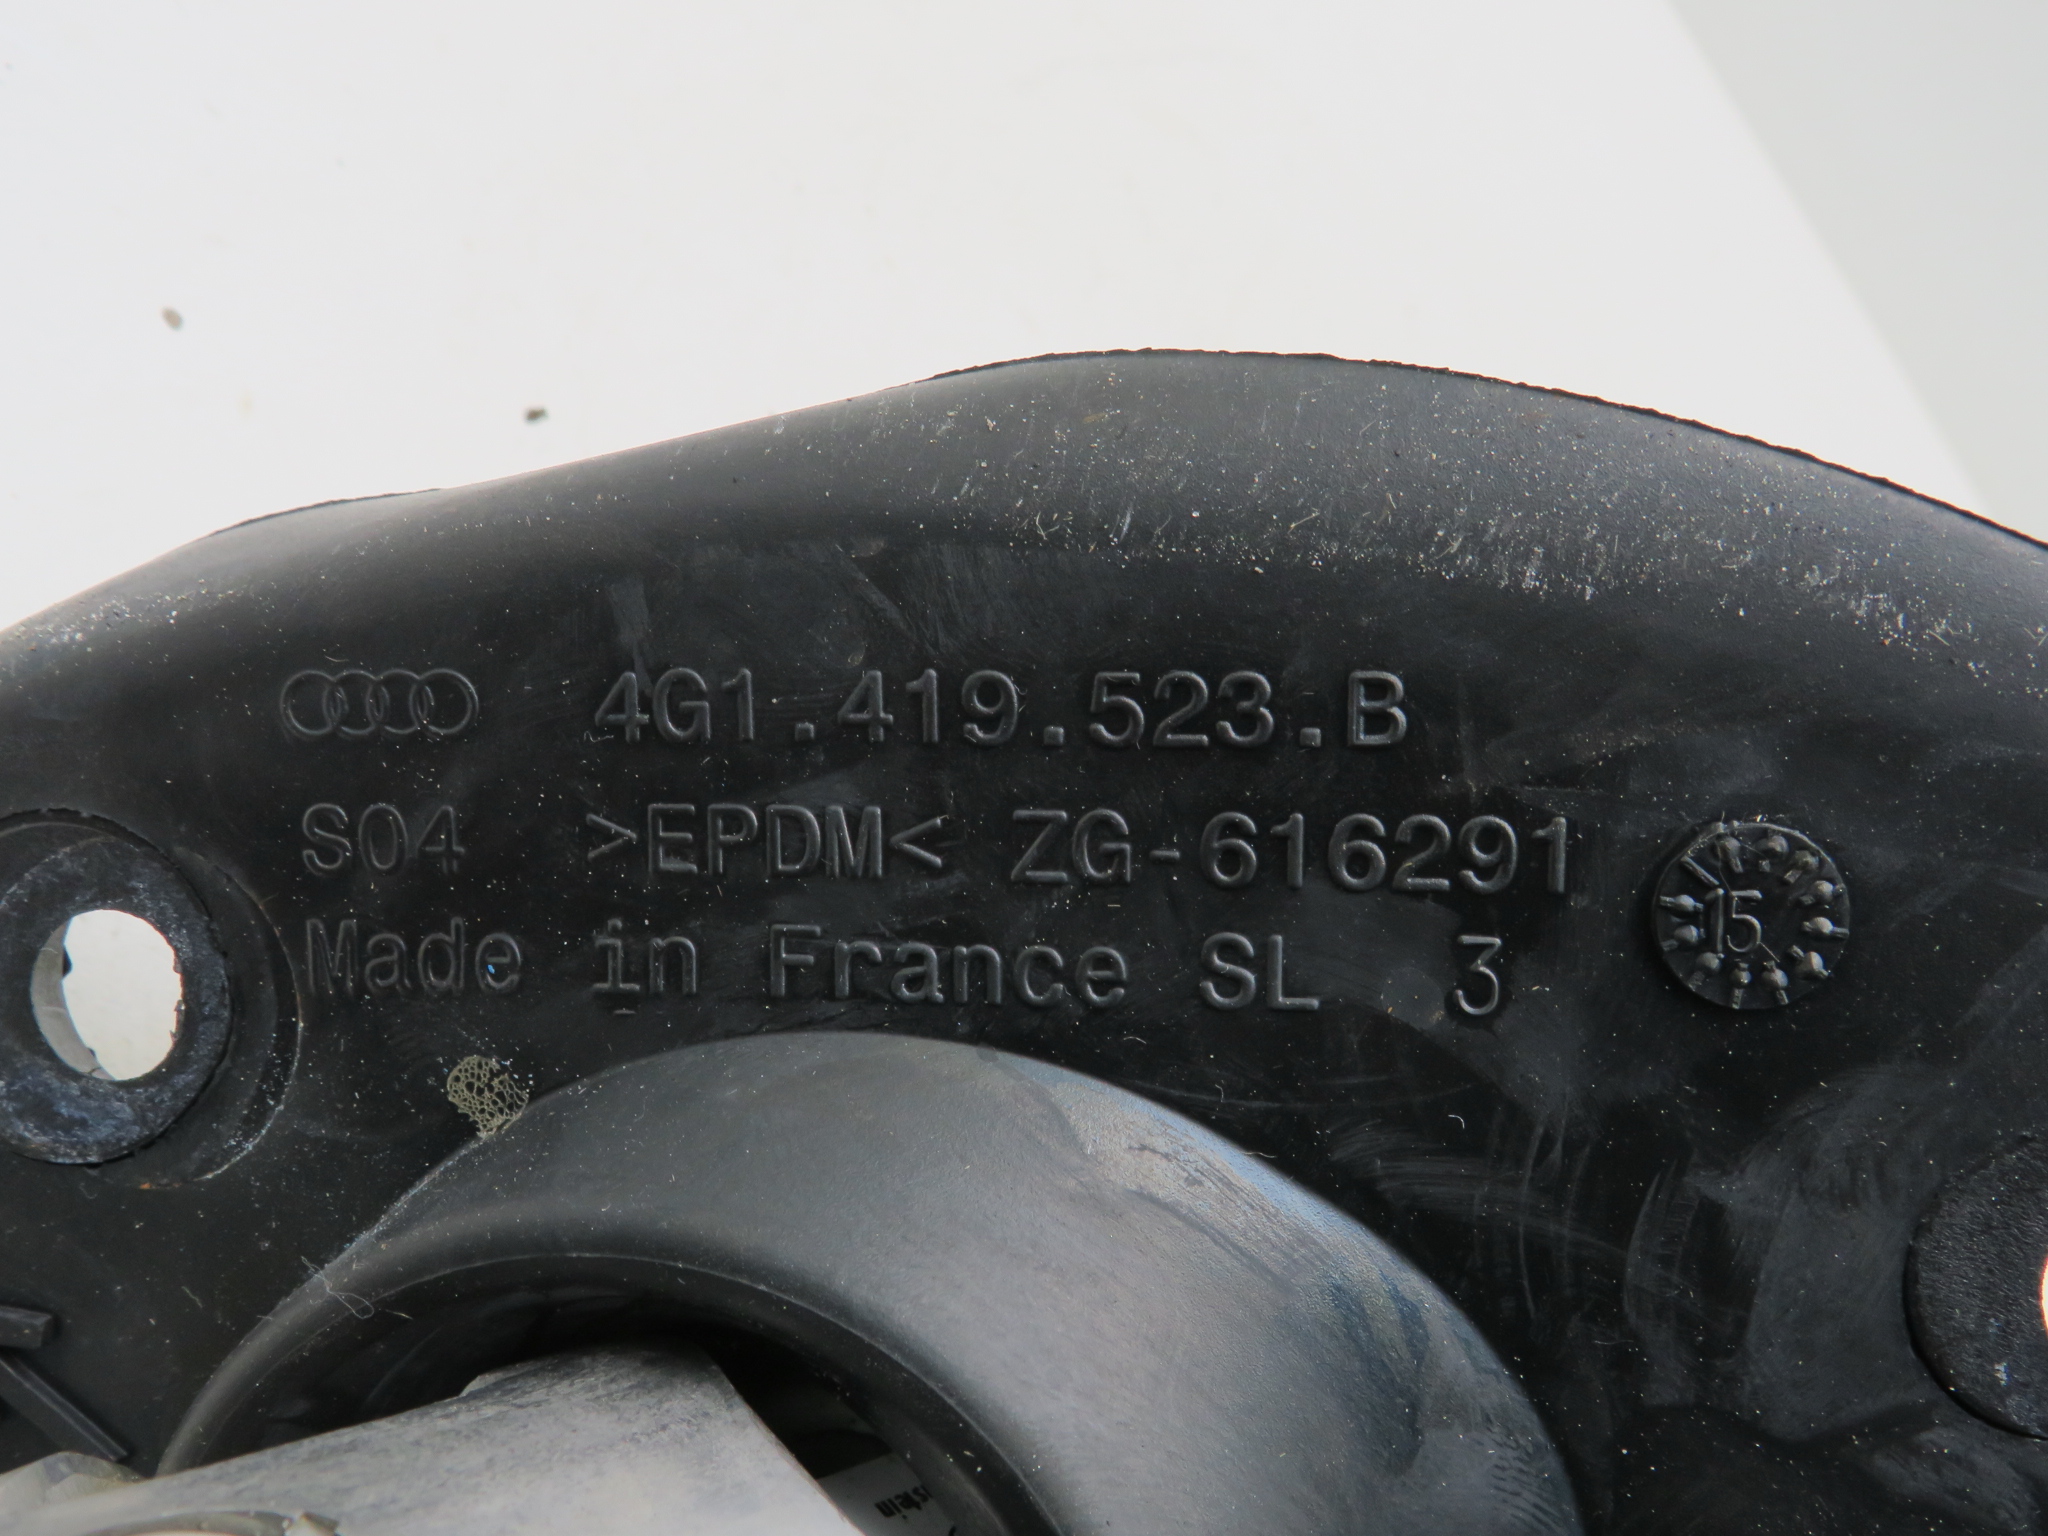 4G1.419.523.B
S04 >EPDM< ZG-616291
Made in France SL 3
15